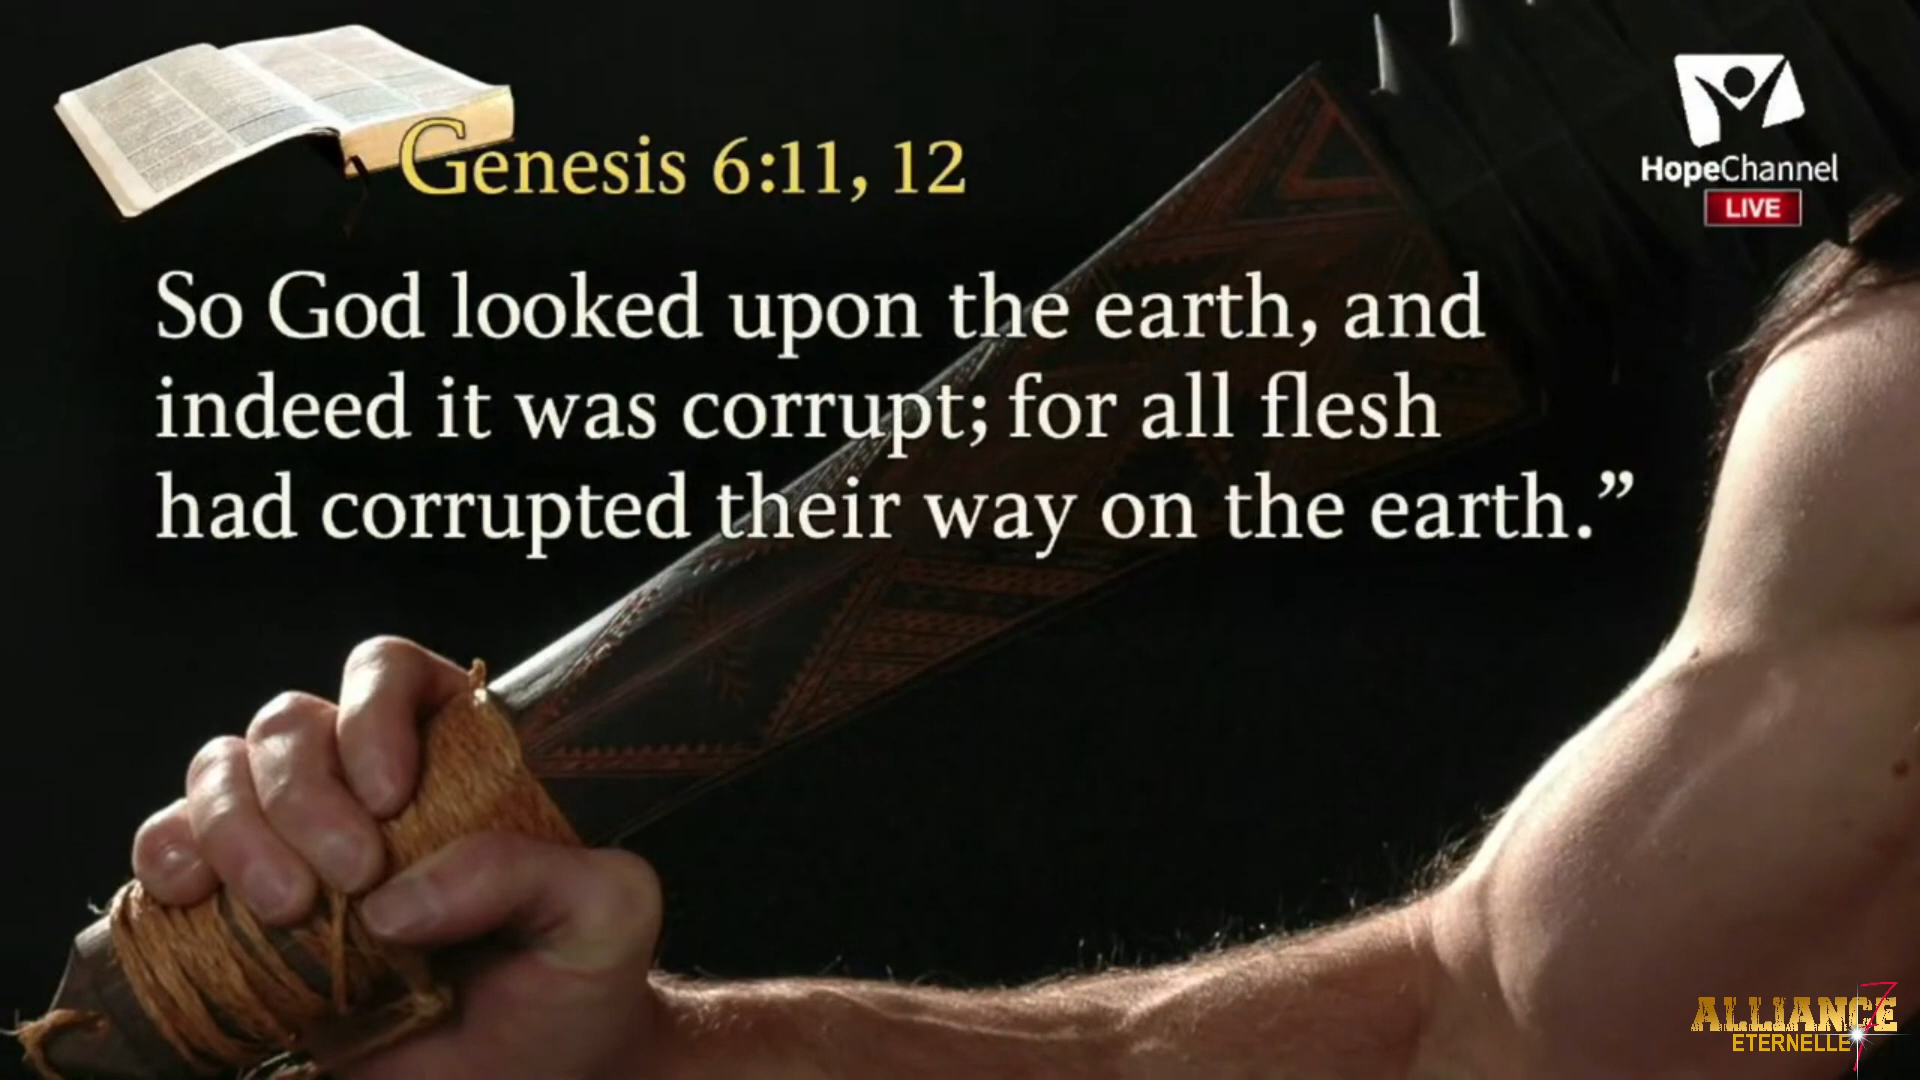 Genesis 6:11, 12
HopeChannel
LIVE
So God looked upon the earth, and
indeed it was corrupt; for all flesh
had corrupted their way on the earth.”
ALLIANCE 7
ETERNELLE